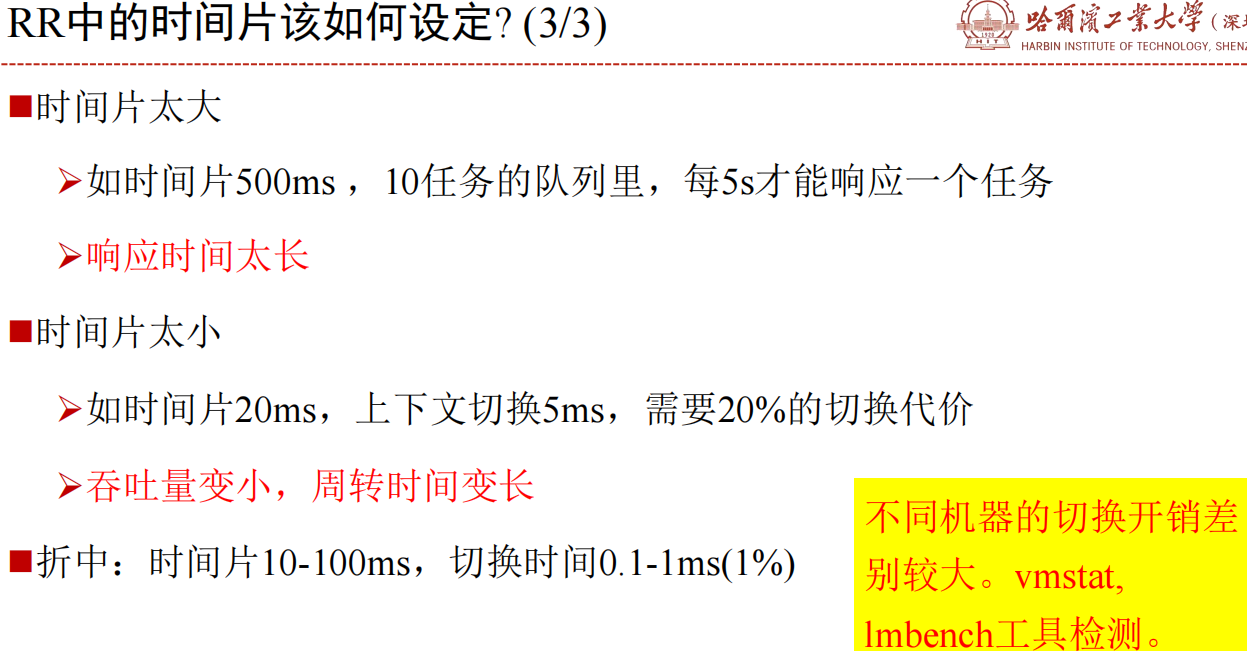 RR中的时间片该如何设定? (3/3)
哈爾濱工業大學
HARBIN INSTITUTE OF TECHNOLOGY,
HIT
■时间片太大
➢如时间片500ms ，10任务的队列里，每5s才能响应一个任务
➢响应时间太长
■时间片太小
➢如时间片20ms，上下文切换5ms，需要20%的切换代价
➢吞吐量变小，周转时间变长
■折中：时间片10-100ms，切换时间0.1-1ms(1%)
不同机器的切换开销差
别较大。vmstat,
lmbench工具检测。